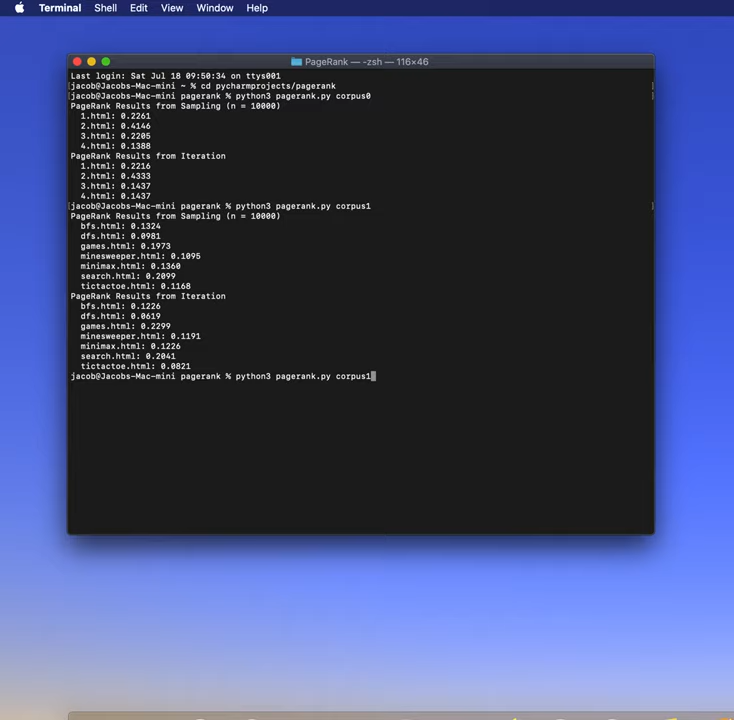 Terminal Shell Edit View Window Help
PageRank — -zsh — 116×46
Last login: Sat Jul 18 09:50:34 on ttys001
[jacob@Jacobs-Mac-mini ~ % cd pycharmprojects/pagerank ]
[jacob@Jacobs-Mac-mini pagerank % python3 pagerank.py corpus0 ]
PageRank Results from Sampling (n = 10000)
1.html: 0.2261
2.html: 0.4146
3.html: 0.2205
4.html: 0.1388
PageRank Results from Iteration
1.html: 0.2216
2.html: 0.4333
3.html: 0.1437
4.html: 0.1437
[jacob@Jacobs-Mac-mini pagerank % python3 pagerank.py corpus1 ]
PageRank Results from Sampling (n = 10000)
bfs.html: 0.1324
dfs.html: 0.0981
games.html: 0.1973
minesweeper.html: 0.1095
minimax.html: 0.1360
search.html: 0.2099
tictactoe.html: 0.1168
PageRank Results from Iteration
bfs.html: 0.1226
dfs.html: 0.0619
games.html: 0.2299
minesweeper.html: 0.1191
minimax.html: 0.1226
search.html: 0.2041
tictactoe.html: 0.0821
jacob@Jacobs-Mac-mini pagerank % python3 pagerank.py corpus1